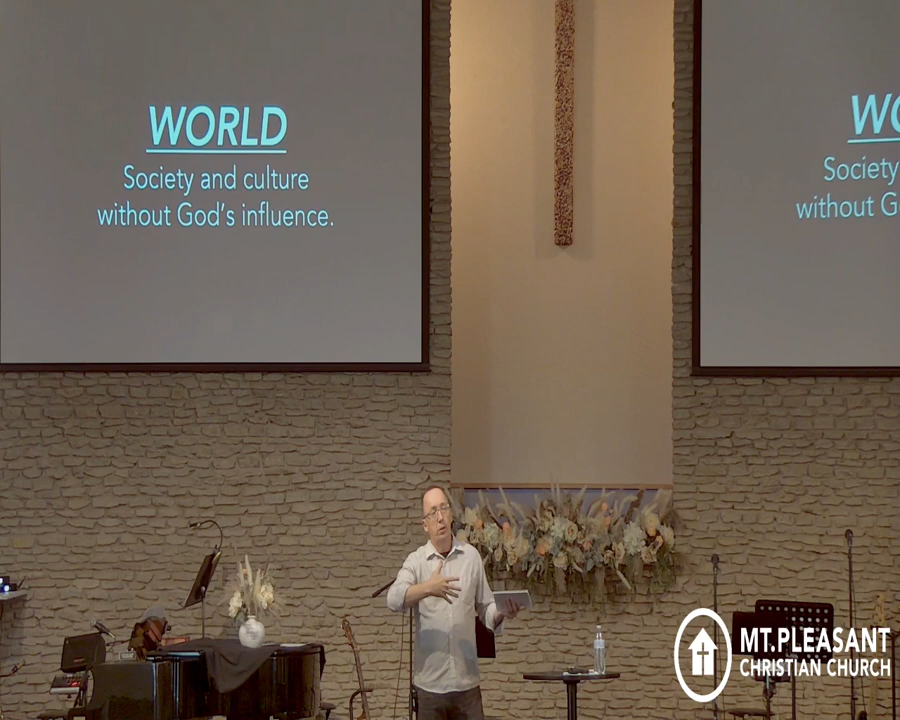 WORLD
Society and culture
without God's influence.
WO
Society
without G
MT.PLEASANT
CHRISTIAN CHURCH